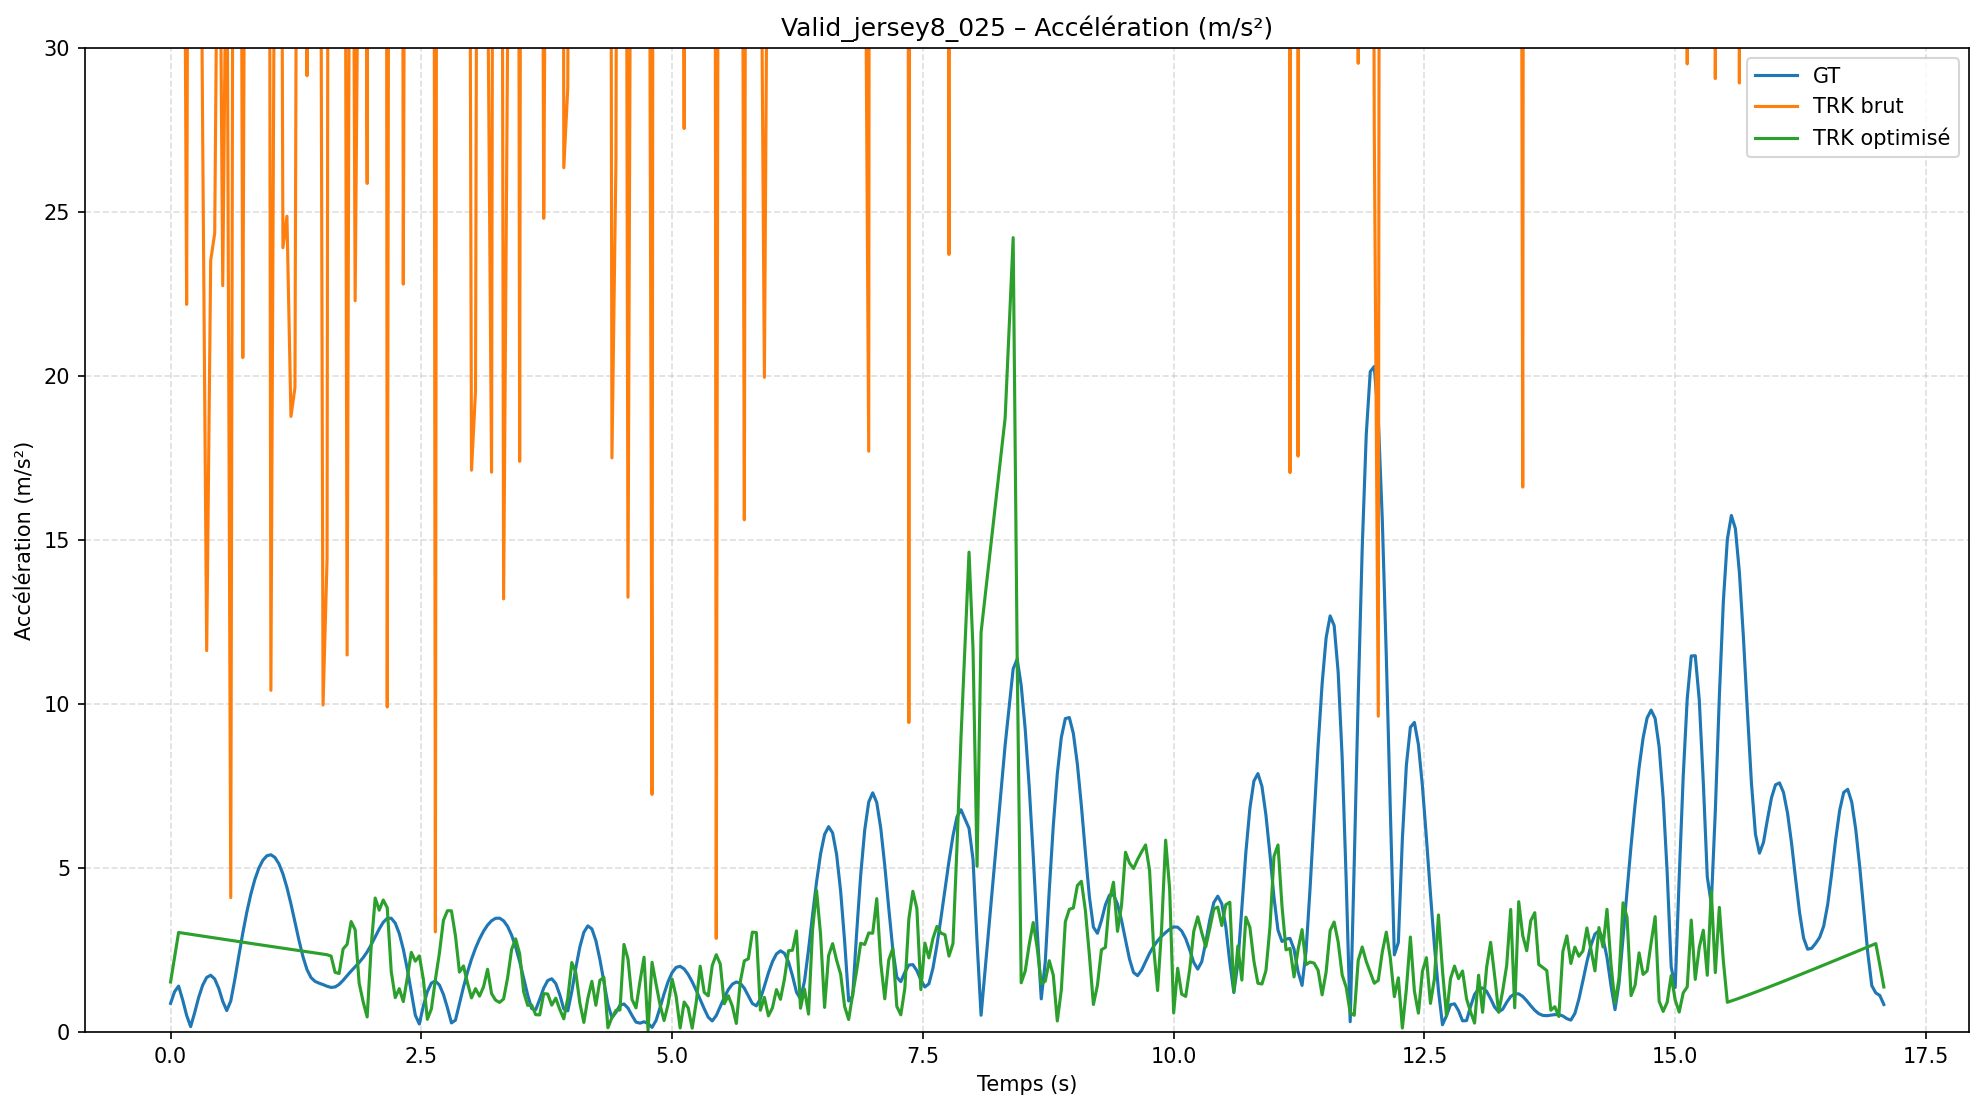 Valid_jersey8_025 – Accélération (m/s²)
GT
TRK brut
TRK optimisé
Accélération (m/s²)
30
25
20
15
10
5
0
0.0 2.5 5.0 7.5 10.0 12.5 15.0 17.5
Temps (s)